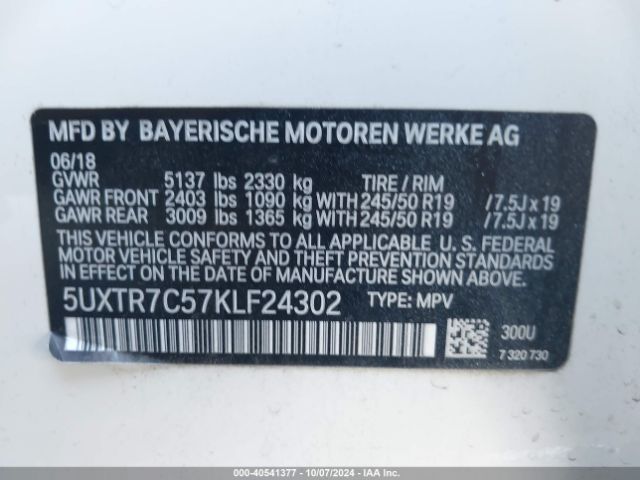 MFD BY BAYERISCHE MOTOREN WERKE AG
06/18
GVWR 5137 lbs 2330 kg TIRE / RIM
GAWR FRONT 2403 lbs 1090 kg WITH 245/50 R19 /7.5J x 19
GAWR REAR 3009 lbs 1365 kg WITH 245/50 R19 /7.5J x 19
THIS VEHICLE CONFORMS TO ALL APPLICABLE U. S. FEDERAL
MOTOR VEHICLE SAFETY AND THEFT PREVENTION STANDARDS
IN EFFECT ON THE DATE OF MANUFACTURE SHOWN ABOVE.
5UXTR7C57KLF24302 TYPE: MPV
300U
7 320 730
000-40541377 - 10/07/2024 - IAAI.COM